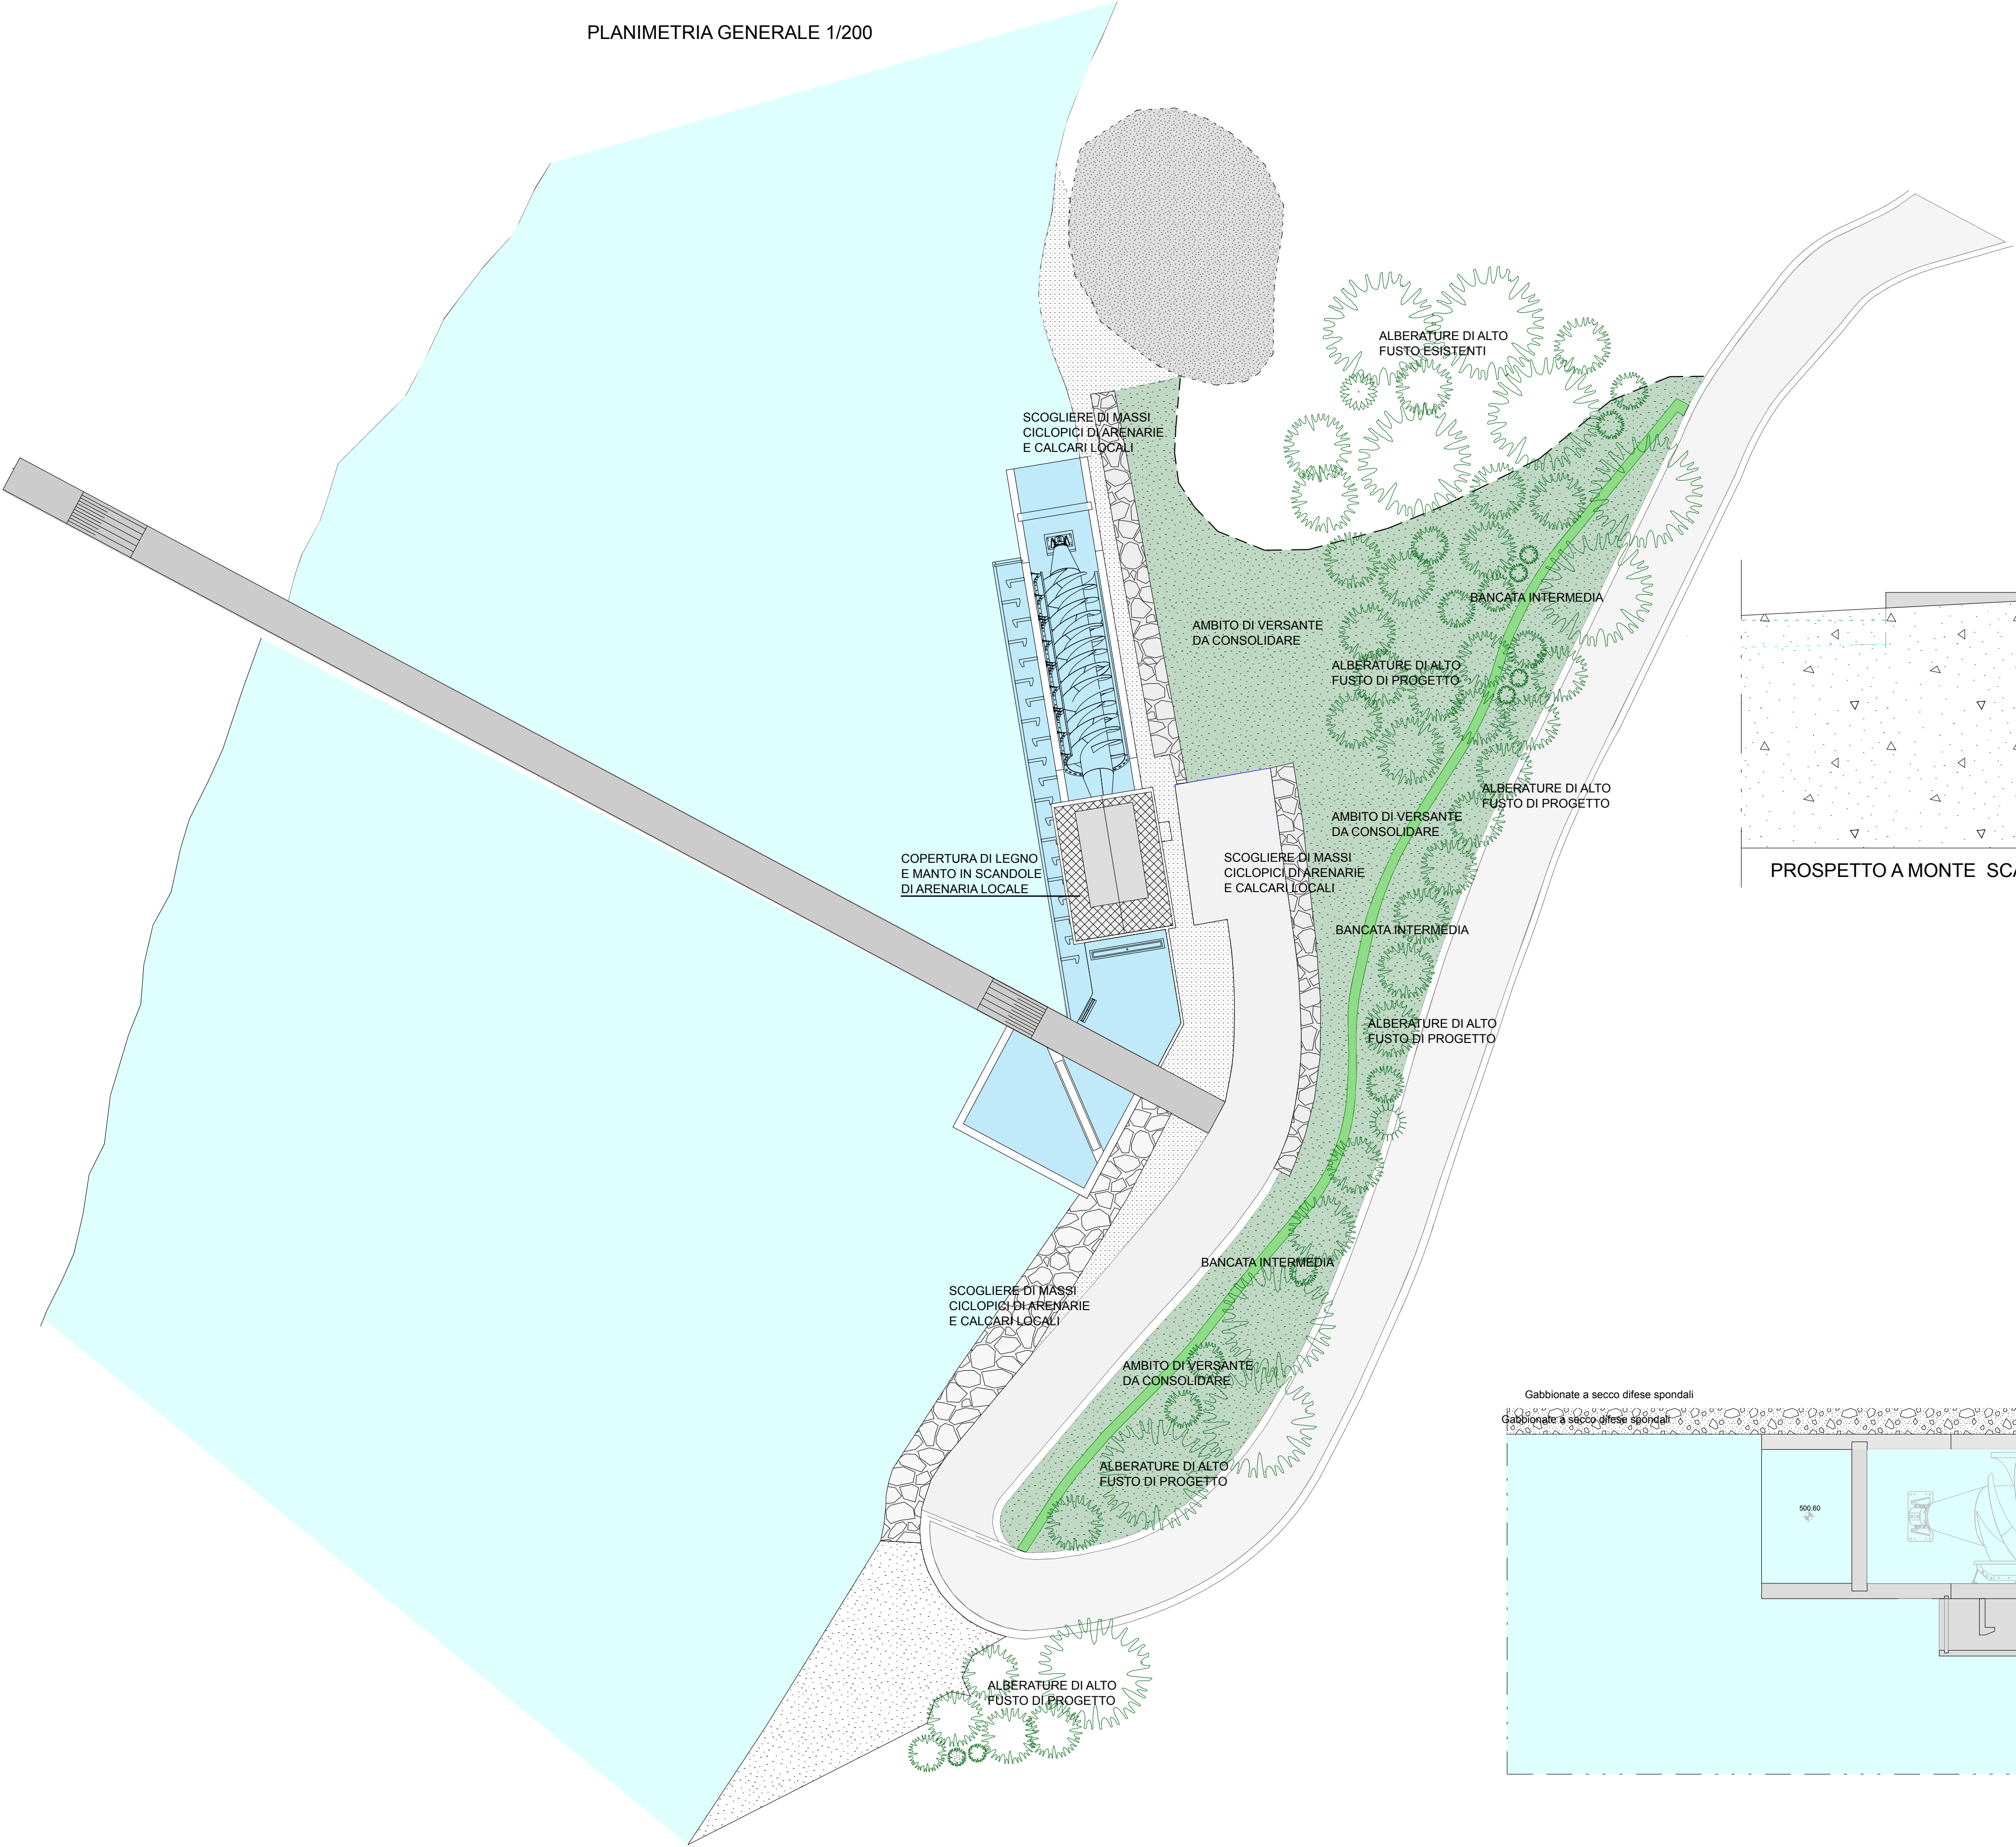 PLANIMETRIA GENERALE 1/200
ALBERATURE DI ALTO
FUSTO ESISTENTI
SCOGLIERE DI MASSI
CICLOPICI DI ARENARIE
E CALCARI LOCALI
BANCATA INTERMEDIA
AMBITO DI VERSANTE
DA CONSOLIDARE
ALBERATURE DI ALTO
FUSTO DI PROGETTO
ALBERATURE DI ALTO
FUSTO DI PROGETTO
AMBITO DI VERSANTE
DA CONSOLIDARE
COPERTURA DI LEGNO
E MANTO IN SCANDOLE
DI ARENARIA LOCALE
SCOGLIERE DI MASSI
CICLOPICI DI ARENARIE
E CALCARI LOCALI
PROSPETTO A MONTE SCA
BANCATA INTERMEDIA
ALBERATURE DI ALTO
FUSTO DI PROGETTO
BANCATA INTERMEDIA
SCOGLIERE DI MASSI
CICLOPICI DI ARENARIE
E CALCARI LOCALI
AMBITO DI VERSANTE
DA CONSOLIDARE
Gabbionate a secco difese spondali
Gabbionate a secco difese spondali
ALBERATURE DI ALTO
FUSTO DI PROGETTO
500.60
ALBERATURE DI ALTO
FUSTO DI PROGETTO